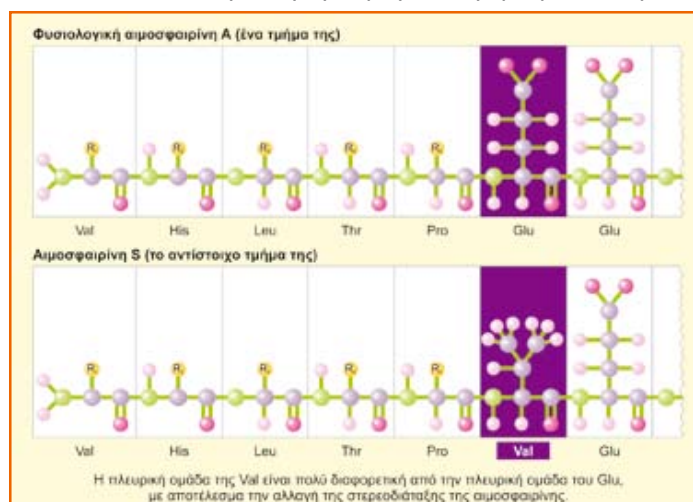 Φυσιολογική αιμοσφαιρίνη Α (ένα τμήμα της)
R R R R R
Val His Leu Thr Pro Glu Glu
Αιμοσφαιρίνη S (το αντίστοιχο τμήμα της)
R R R R R
Val His Leu Thr Pro Val Glu
Η πλευρική ομάδα της Val είναι πολύ διαφορετική από την πλευρική ομάδα του Glu,
με αποτέλεσμα την αλλαγή της στερεοδιάταξης της αιμοσφαιρίνης.